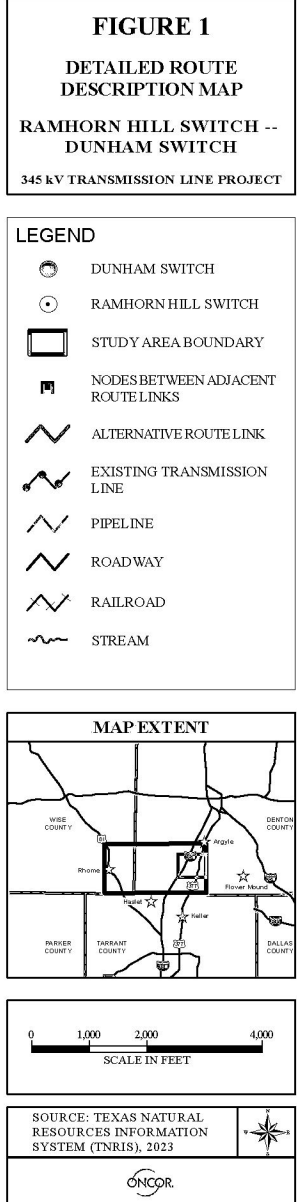 FIGURE 1
DETAILED ROUTE
DESCRIPTION MAP
RAMHORN HILL SWITCH --
DUNHAM SWITCH
345 kV TRANSMISSION LINE PROJECT
LEGEND
DUNHAM SWITCH
RAMHORN HILL SWITCH
STUDY AREA BOUNDARY
NODES BETWEEN ADJACENT
ROUTE LINKS
ALTERNATIVE ROUTE LINK
EXISTING TRANSMISSION
LINE
PIPELINE
ROADWAY
RAILROAD
STREAM
MAP EXTENT
WISE
COUNTY
DENTON
COUNTY
81
Argyle
Rhome
377
Flower Mound
Haslet
Keller
377
PARKER
COUNTY
TARRANT
COUNTY
DALLAS
COUNTY
0 1,000 2,000 4,000
SCALE IN FEET
SOURCE: TEXAS NATURAL
RESOURCES INFORMATION
SYSTEM (TNRIS), 2023
N
W E
S
ONCOR.